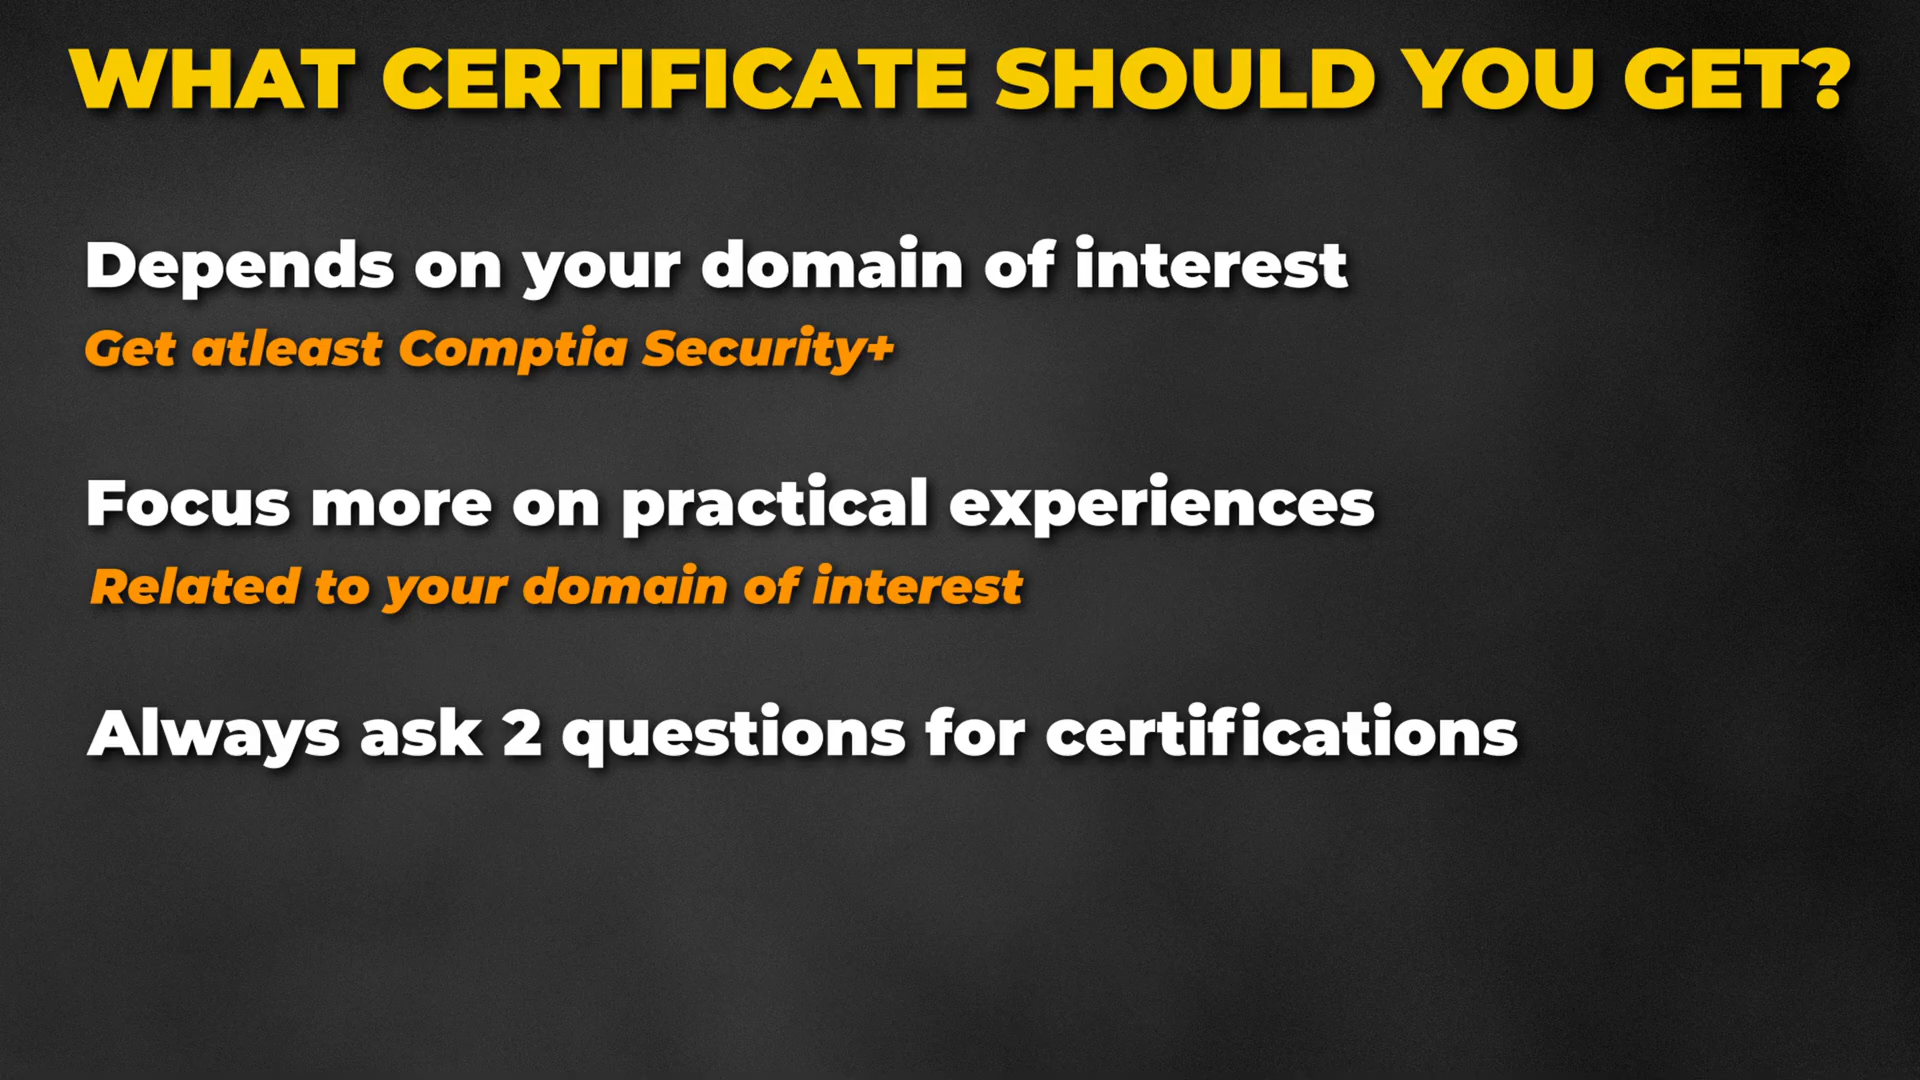 WHAT CERTIFICATE SHOULD YOU GET?
Depends on your domain of interest
Get atleast Comptia Security+
Focus more on practical experiences
Related to your domain of interest
Always ask 2 questions for certifications